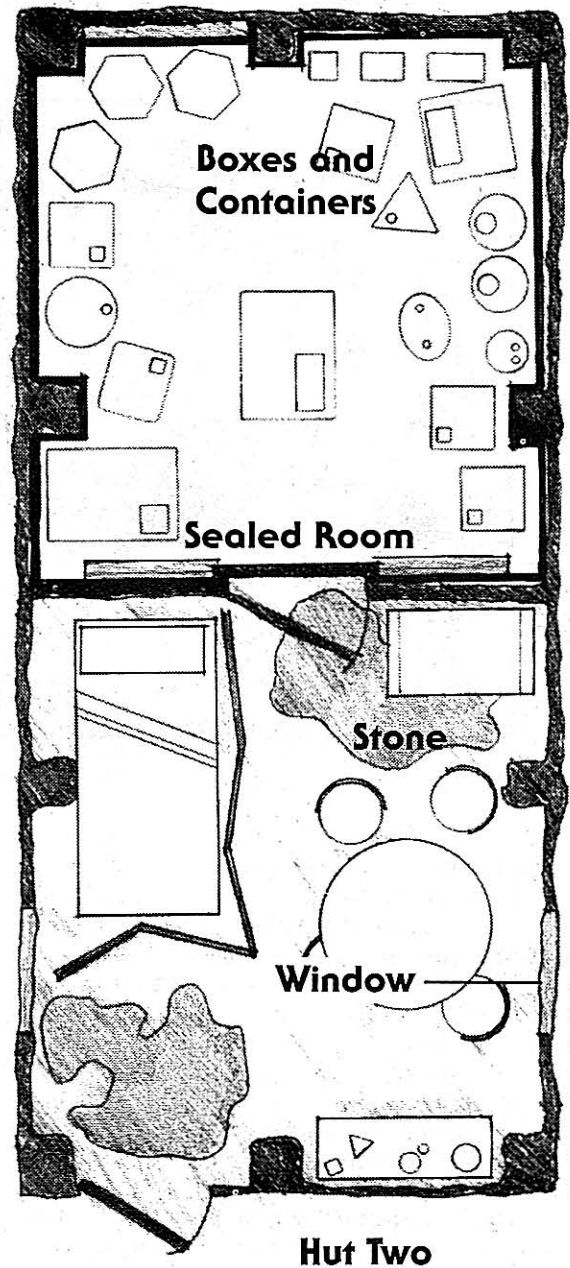 Boxes and
Containers
Sealed Room
Stone
Window
Hut Two